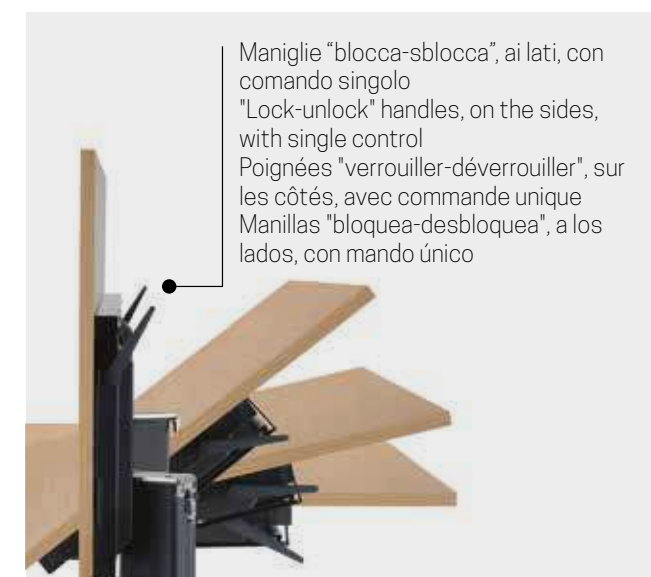 Maniglie “blocca-sblocca”, ai lati, con
comando singolo
"Lock-unlock" handles, on the sides,
with single control
Poignées "verrouiller-déverrouiller", sur
les côtés, avec commande unique
Manillas "bloquea-desbloquea", a los
lados, con mando único